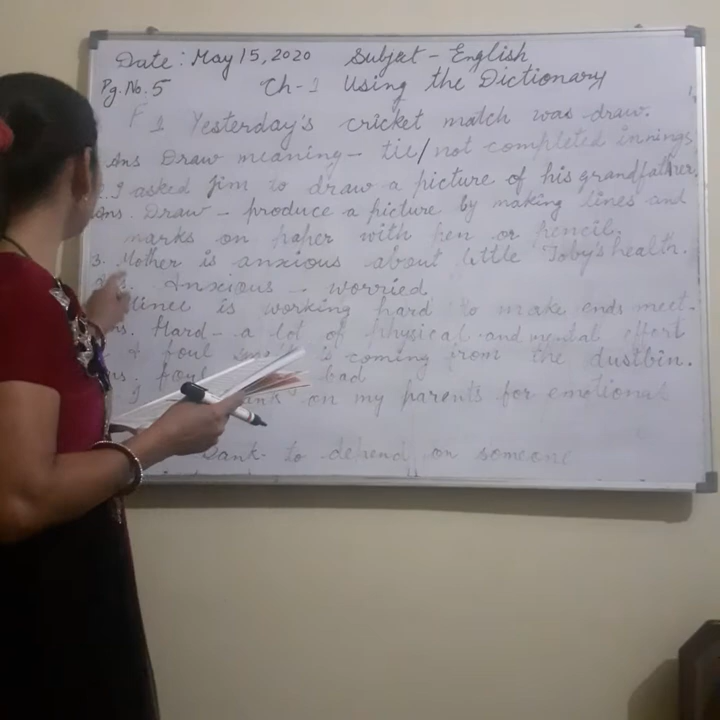 Date: May 15, 2020 Subject - English
Pg. No. 5 Ch-1 Using the Dictionary
F 1 Yesterday's cricket match was draw.
Ans Draw meaning - tie/not completed innings
2. I asked Jim to draw a picture of his grandfather.
Ans. Draw - produce a picture by making lines and
marks on paper with pen or pencil.
3. Mother is anxious about little Toby's health.
Anxious - worried.
is working hard to make ends meet.
Hard - a lot of physical and mental effort
foul smell is coming from the dustbin.
foul bad
on my parents for emotional
to depend on someone